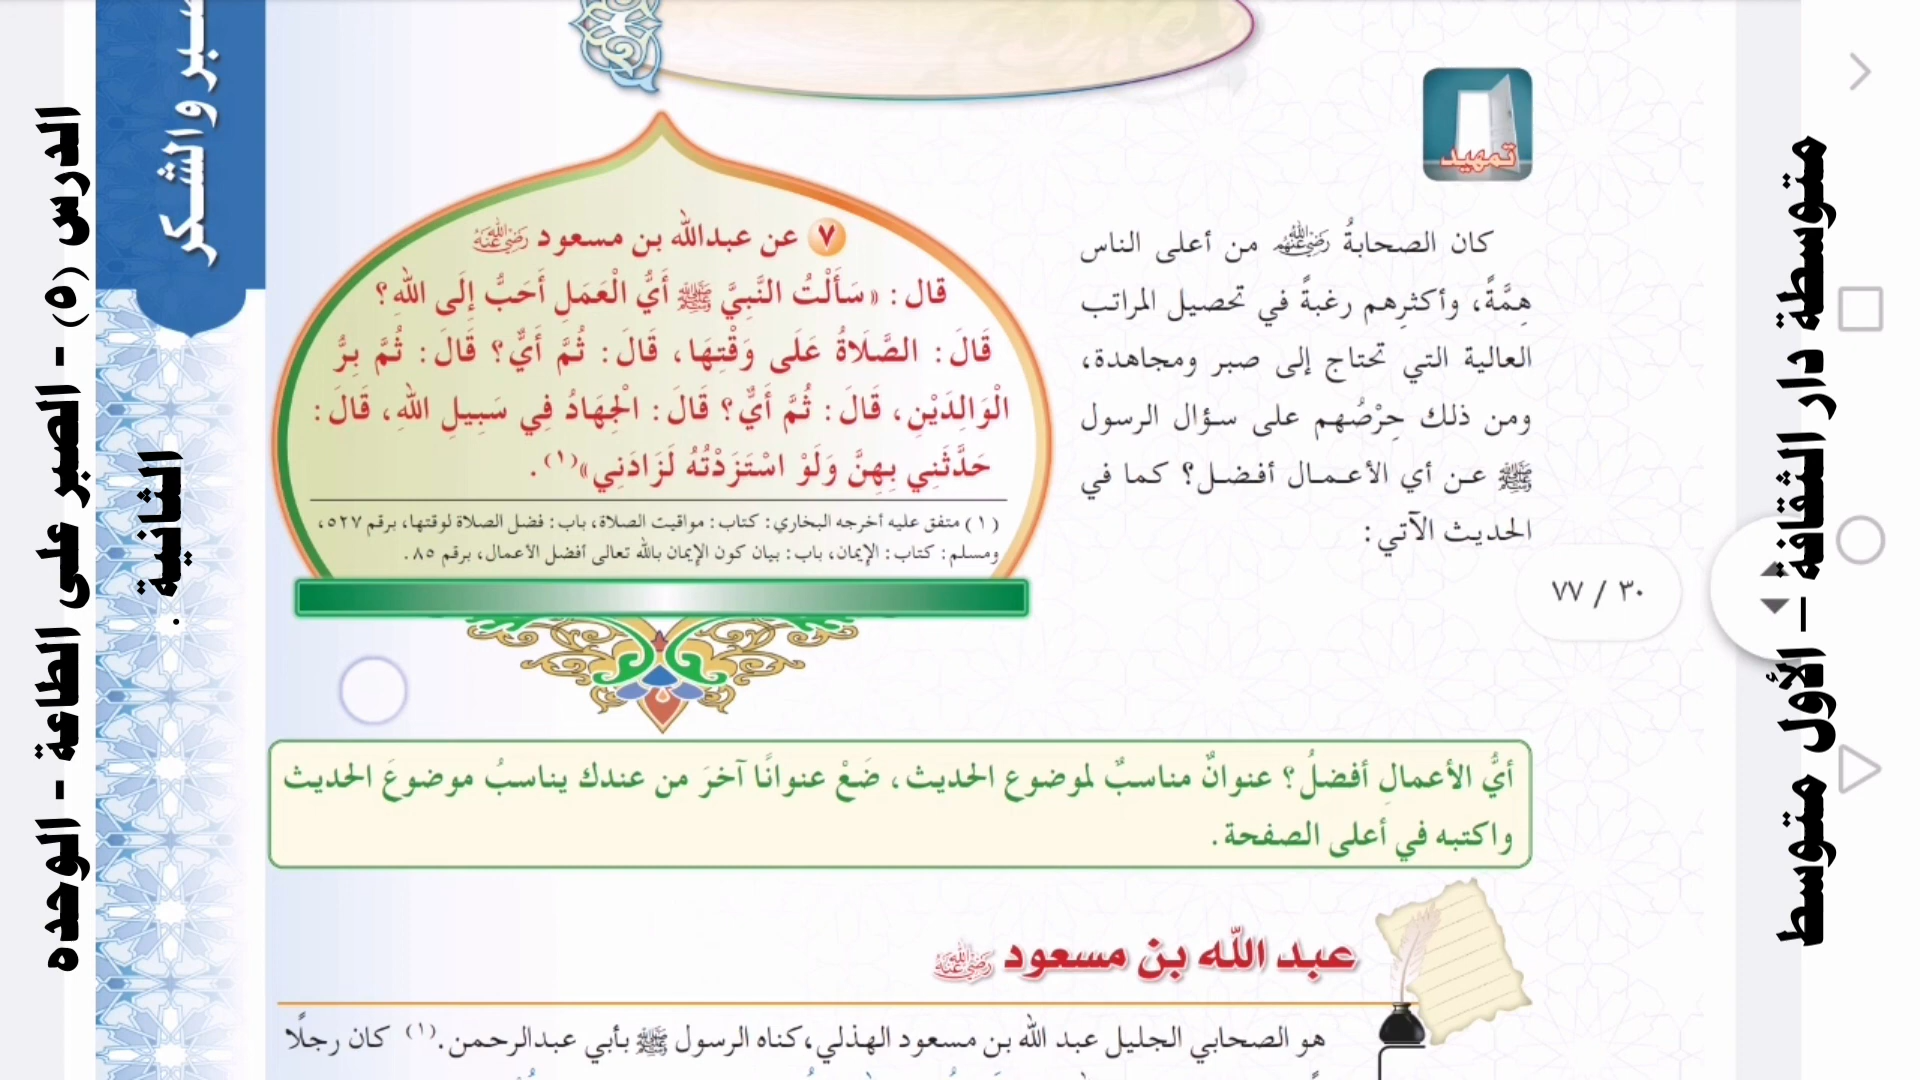 متوسطة دار الثقافة – الأول متوسط
الدرس (٥) - الصبر على الطاعة - الوحده
الثانية .
والشكر
تمهيد
كان الصحابةُ رضي الله عنهم من أعلى الناس
هِمَّةً، وأكثرِهم رغبةً في تحصيل المراتب
العالية التي تحتاج إلى صبر ومجاهدة،
ومن ذلك حِرْصُهم على سؤال الرسول
ﷺ عن أي الأعمال أفضل؟ كما في
الحديث الآتي:
٧ عن عبدالله بن مسعود رضي الله عنه
قال: «سَأَلْتُ النَّبِيَّ ﷺ أَيُّ الْعَمَلِ أَحَبُّ إِلَى اللهِ؟
قَالَ: الصَّلَاةُ عَلَى وَقْتِهَا، قَالَ: ثُمَّ أَيٌّ؟ قَالَ: ثُمَّ بِرُّ
الْوَالِدَيْنِ، قَالَ: ثُمَّ أَيٌّ؟ قَالَ: الْجِهَادُ فِي سَبِيلِ اللهِ، قَالَ:
حَدَّثَنِي بِهِنَّ وَلَوْ اسْتَزَدْتُهُ لَزَادَنِي»(١).
(١) متفق عليه أخرجه البخاري: كتاب: مواقيت الصلاة، باب: فضل الصلاة لوقتها، برقم ٥٢٧،
ومسلم: كتاب: الإيمان، باب: بيان كون الإيمان بالله تعالى أفضل الأعمال، برقم ٨٥.
٣٠ / ٧٧
أيُّ الأعمالِ أفضلُ؟ عنوانٌ مناسبٌ لموضوع الحديث، ضَعْ عنوانًا آخرَ من عندك يناسبُ موضوعَ الحديث
واكتبه في أعلى الصفحة.
عبد الله بن مسعود رضي الله عنه
هو الصحابي الجليل عبد الله بن مسعود الهذلي، كناه الرسول ﷺ بأبي عبدالرحمن.(١) كان رجلًا